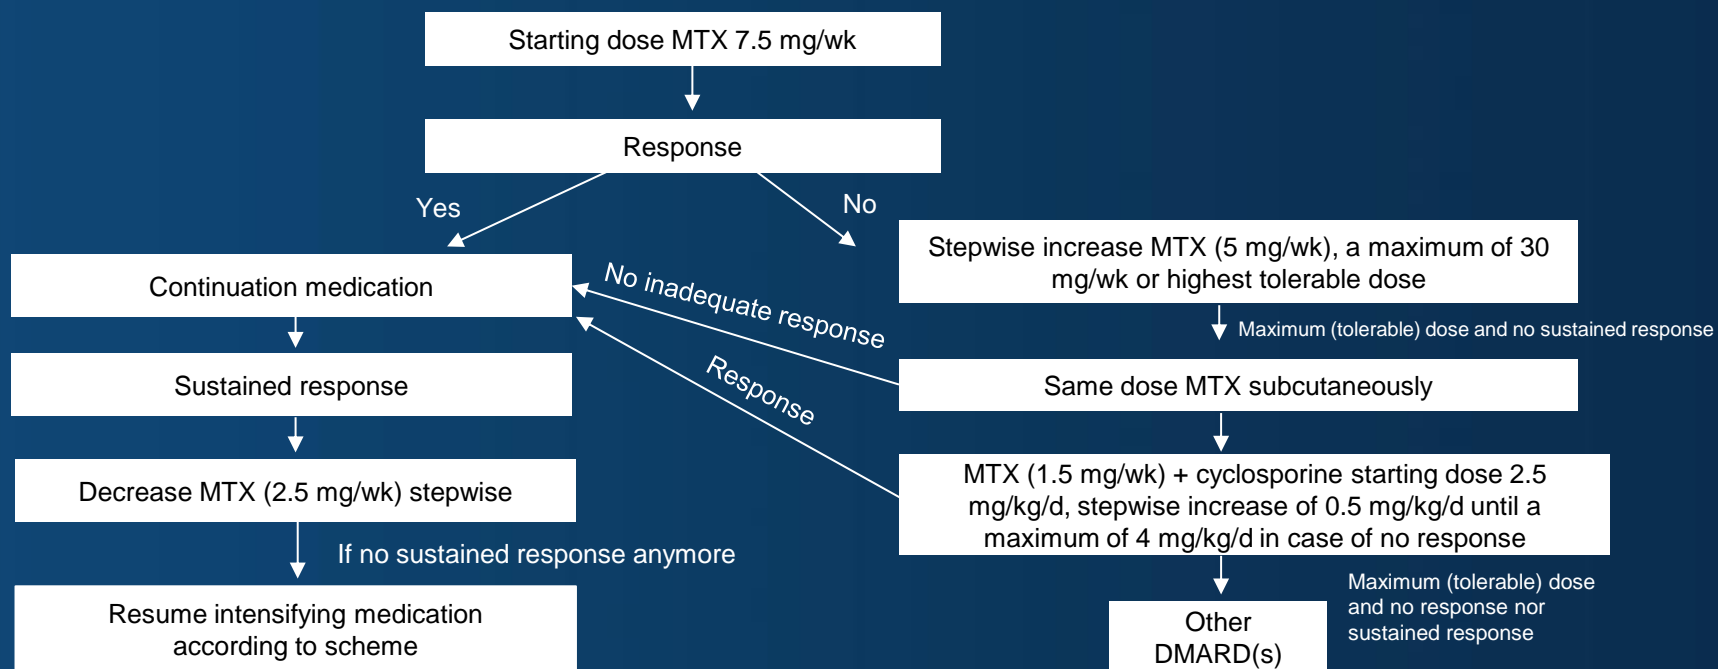 Starting dose MTX 7.5 mg/wk
Response
Yes
No
Stepwise increase MTX (5 mg/wk), a maximum of 30
mg/wk or highest tolerable dose
Continuation medication
No inadequate response
Maximum (tolerable) dose and no sustained response
Sustained response
Response
Same dose MTX subcutaneously
Decrease MTX (2.5 mg/wk) stepwise
MTX (1.5 mg/wk) + cyclosporine starting dose 2.5
mg/kg/d, stepwise increase of 0.5 mg/kg/d until a
maximum of 4 mg/kg/d in case of no response
If no sustained response anymore
Maximum (tolerable) dose
and no response nor
sustained response
Resume intensifying medication
according to scheme
Other
DMARD(s)